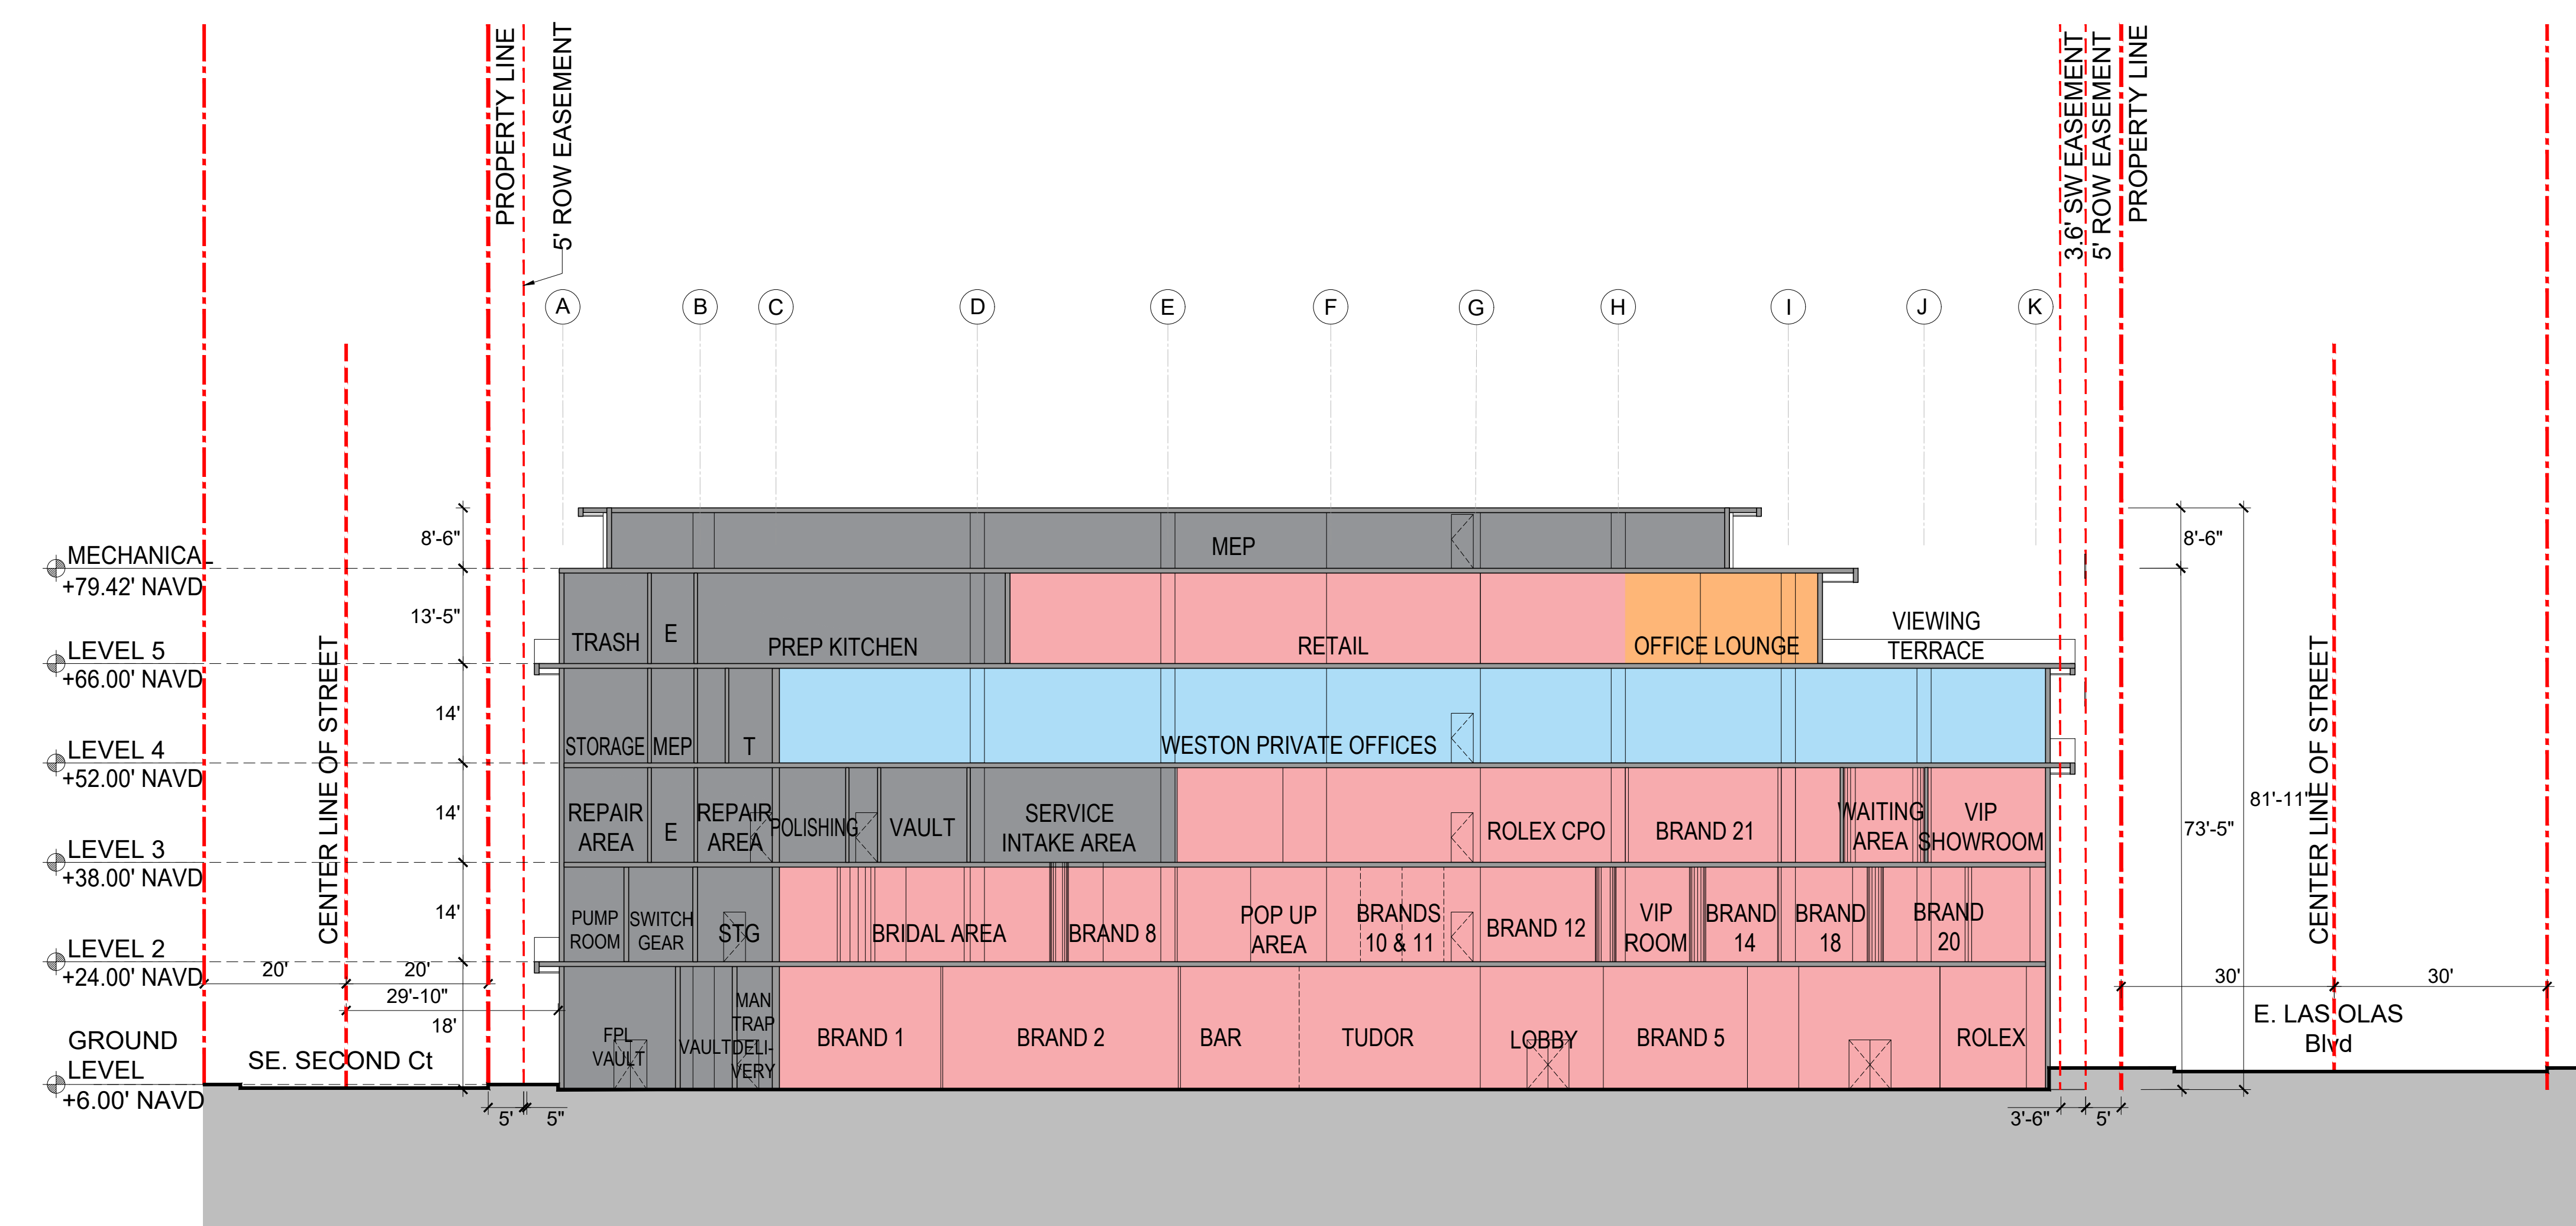 PROPERTY LINE
5' ROW EASEMENT
3.6' SW EASEMENT
5' ROW EASEMENT
PROPERTY LINE
A
B
C
D
E
F
G
H
I
J
K
8'-6"
MECHANICAL
+79.42' NAVD
13'-5"
LEVEL 5
+66.00' NAVD
14'
LEVEL 4
+52.00' NAVD
14'
LEVEL 3
+38.00' NAVD
14'
LEVEL 2
+24.00' NAVD
20'
20'
29'-10"
18'
GROUND
LEVEL
+6.00' NAVD
SE. SECOND Ct
CENTER LINE OF STREET
5'
5"
MEP
TRASH
E
PREP KITCHEN
RETAIL
OFFICE LOUNGE
VIEWING
TERRACE
STORAGE
MEP
T
WESTON PRIVATE OFFICES
REPAIR
AREA
E
REPAIR
AREA
POLISHING
VAULT
SERVICE
INTAKE AREA
ROLEX CPO
BRAND 21
WAITING
AREA
VIP
SHOWROOM
PUMP
ROOM
SWITCH
GEAR
STG
BRIDAL AREA
BRAND 8
POP UP
AREA
BRANDS
10 & 11
BRAND 12
VIP
ROOM
BRAND
14
BRAND
18
BRAND
20
FPL
VAULT
VAULT
MAN
TRAP
DELI-
VERY
BRAND 1
BRAND 2
BAR
TUDOR
LOBBY
BRAND 5
ROLEX
8'-6"
81'-11"
73'-5"
CENTER LINE OF STREET
30'
30'
E. LAS OLAS
Blvd
3'-6"
5'